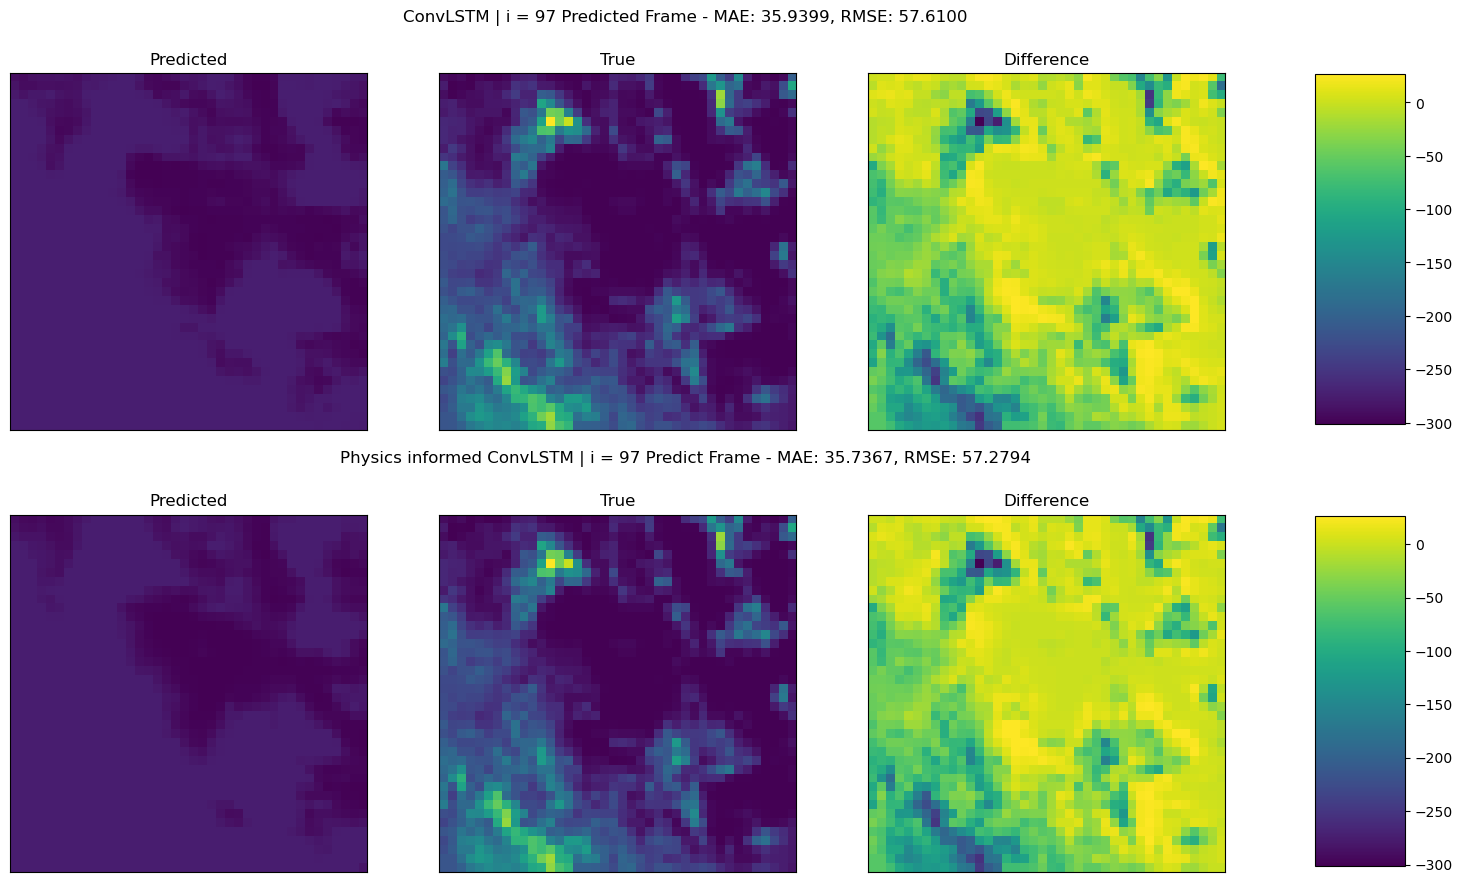 ConvLSTM | i = 97 Predicted Frame - MAE: 35.9399, RMSE: 57.6100
Predicted
True
Difference
0
−50
−100
−150
−200
−250
−300
Physics informed ConvLSTM | i = 97 Predict Frame - MAE: 35.7367, RMSE: 57.2794
Predicted
True
Difference
0
−50
−100
−150
−200
−250
−300